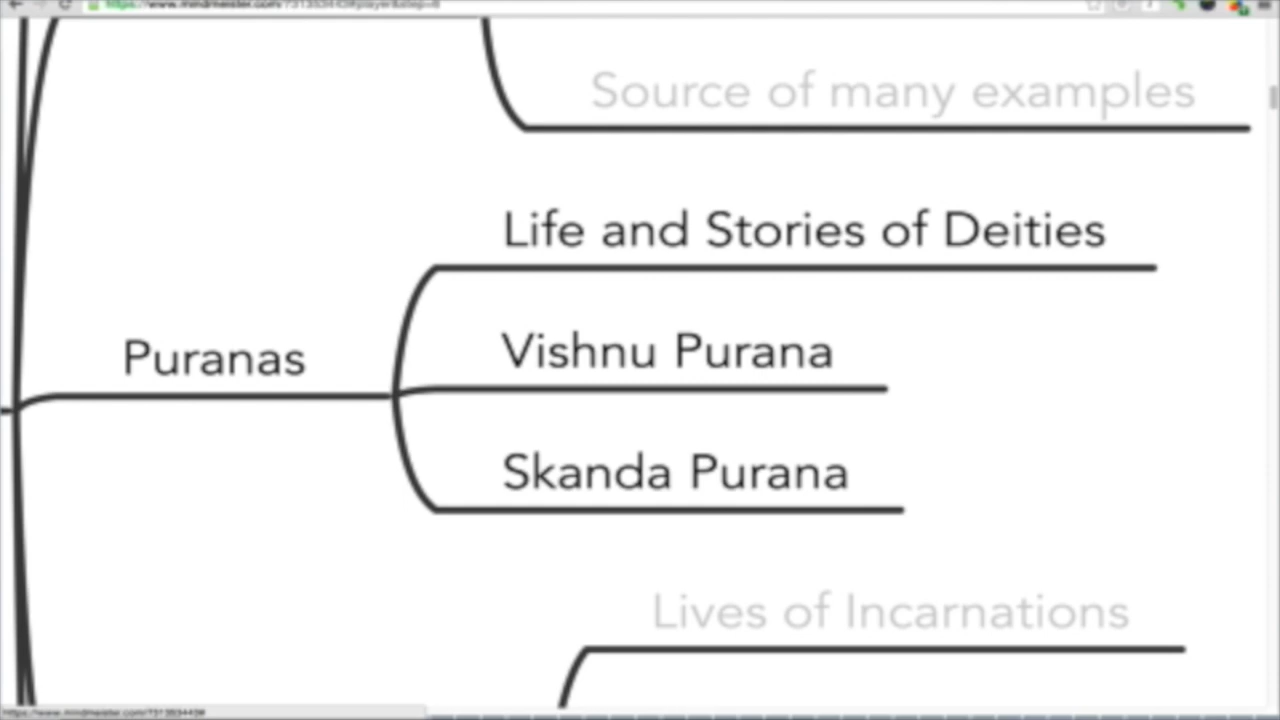 Source of many examples
Life and Stories of Deities
Vishnu Purana
Puranas
Skanda Purana
Lives of Incarnations